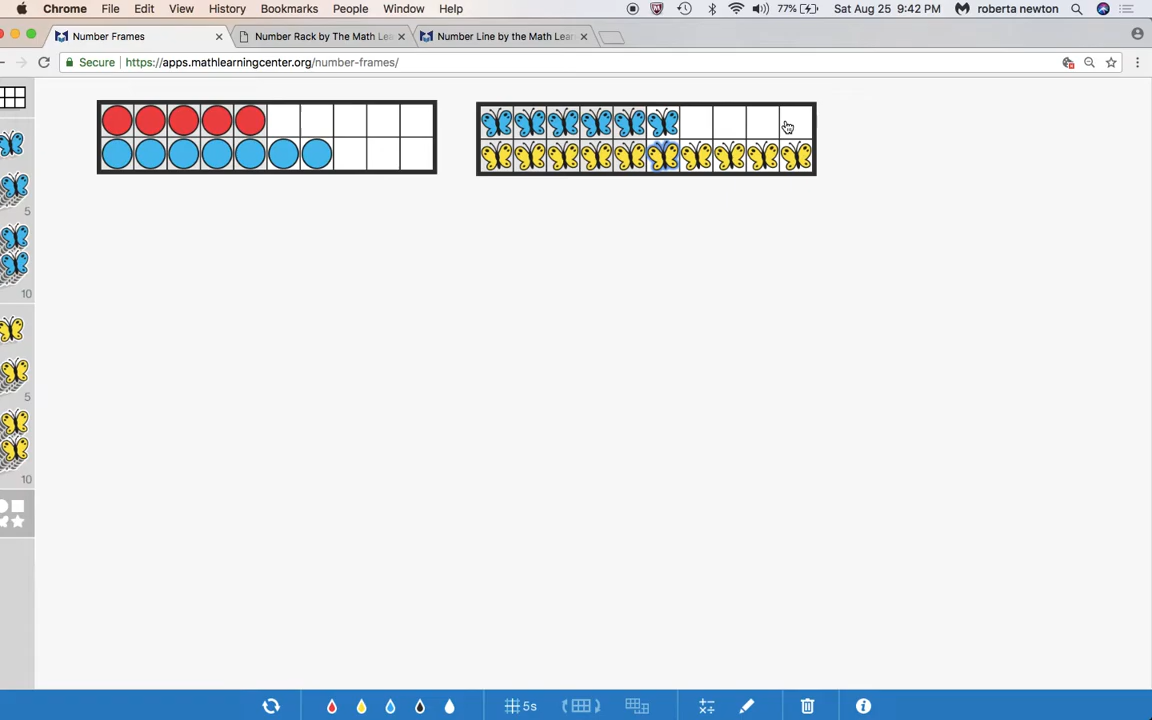 Chrome File Edit View History Bookmarks People Window Help 77% Sat Aug 25 9:42 PM roberta newton
Number Frames Number Rack by The Math Lea Number Line by the Math Lear
Secure https://apps.mathlearningcenter.org/number-frames/
5
10
5
10
5s